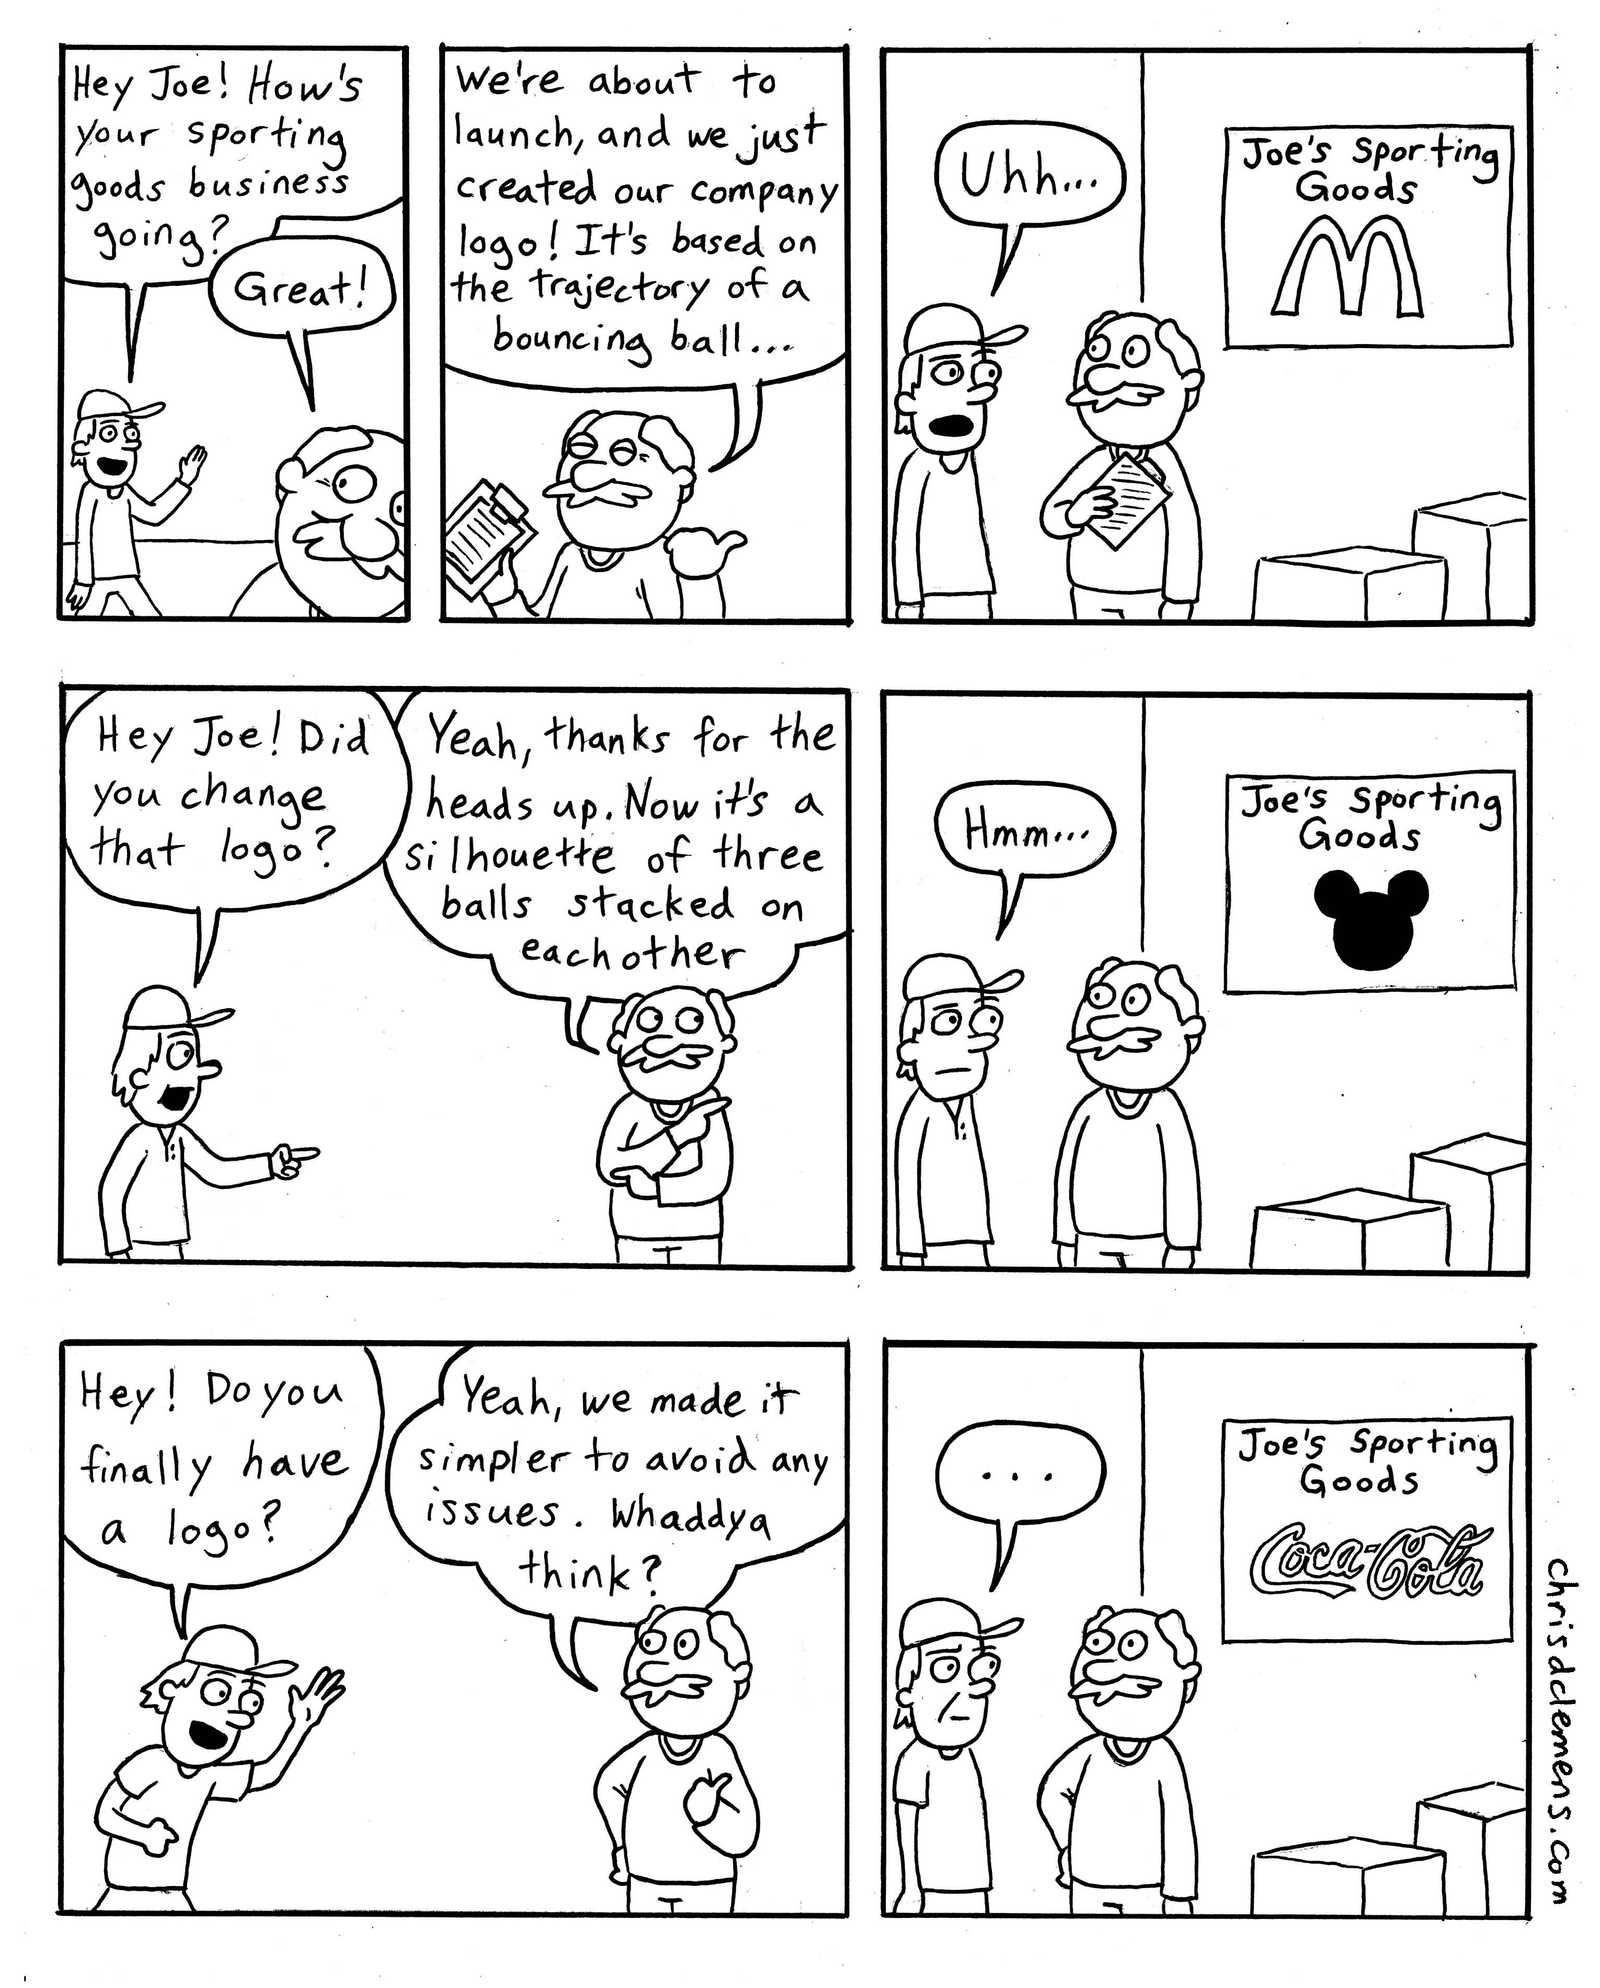 Hey Joe! How's
your sporting
goods business
going?
Great!
We're about to
launch, and we just
created our company
logo! It's based on
the trajectory of a
bouncing ball...
Uhh...
Joe's Sporting
Goods
Hey Joe! Did
you change
that logo?
Yeah, thanks for the
heads up. Now it's a
silhouette of three
balls stacked on
each other
Hmm...
Joe's Sporting
Goods
Hey! Do you
finally have
a logo?
Yeah, we made it
simpler to avoid any
issues. Whaddya
think?
...
Joe's Sporting
Goods
Coca-Cola
chrisdclemens.com